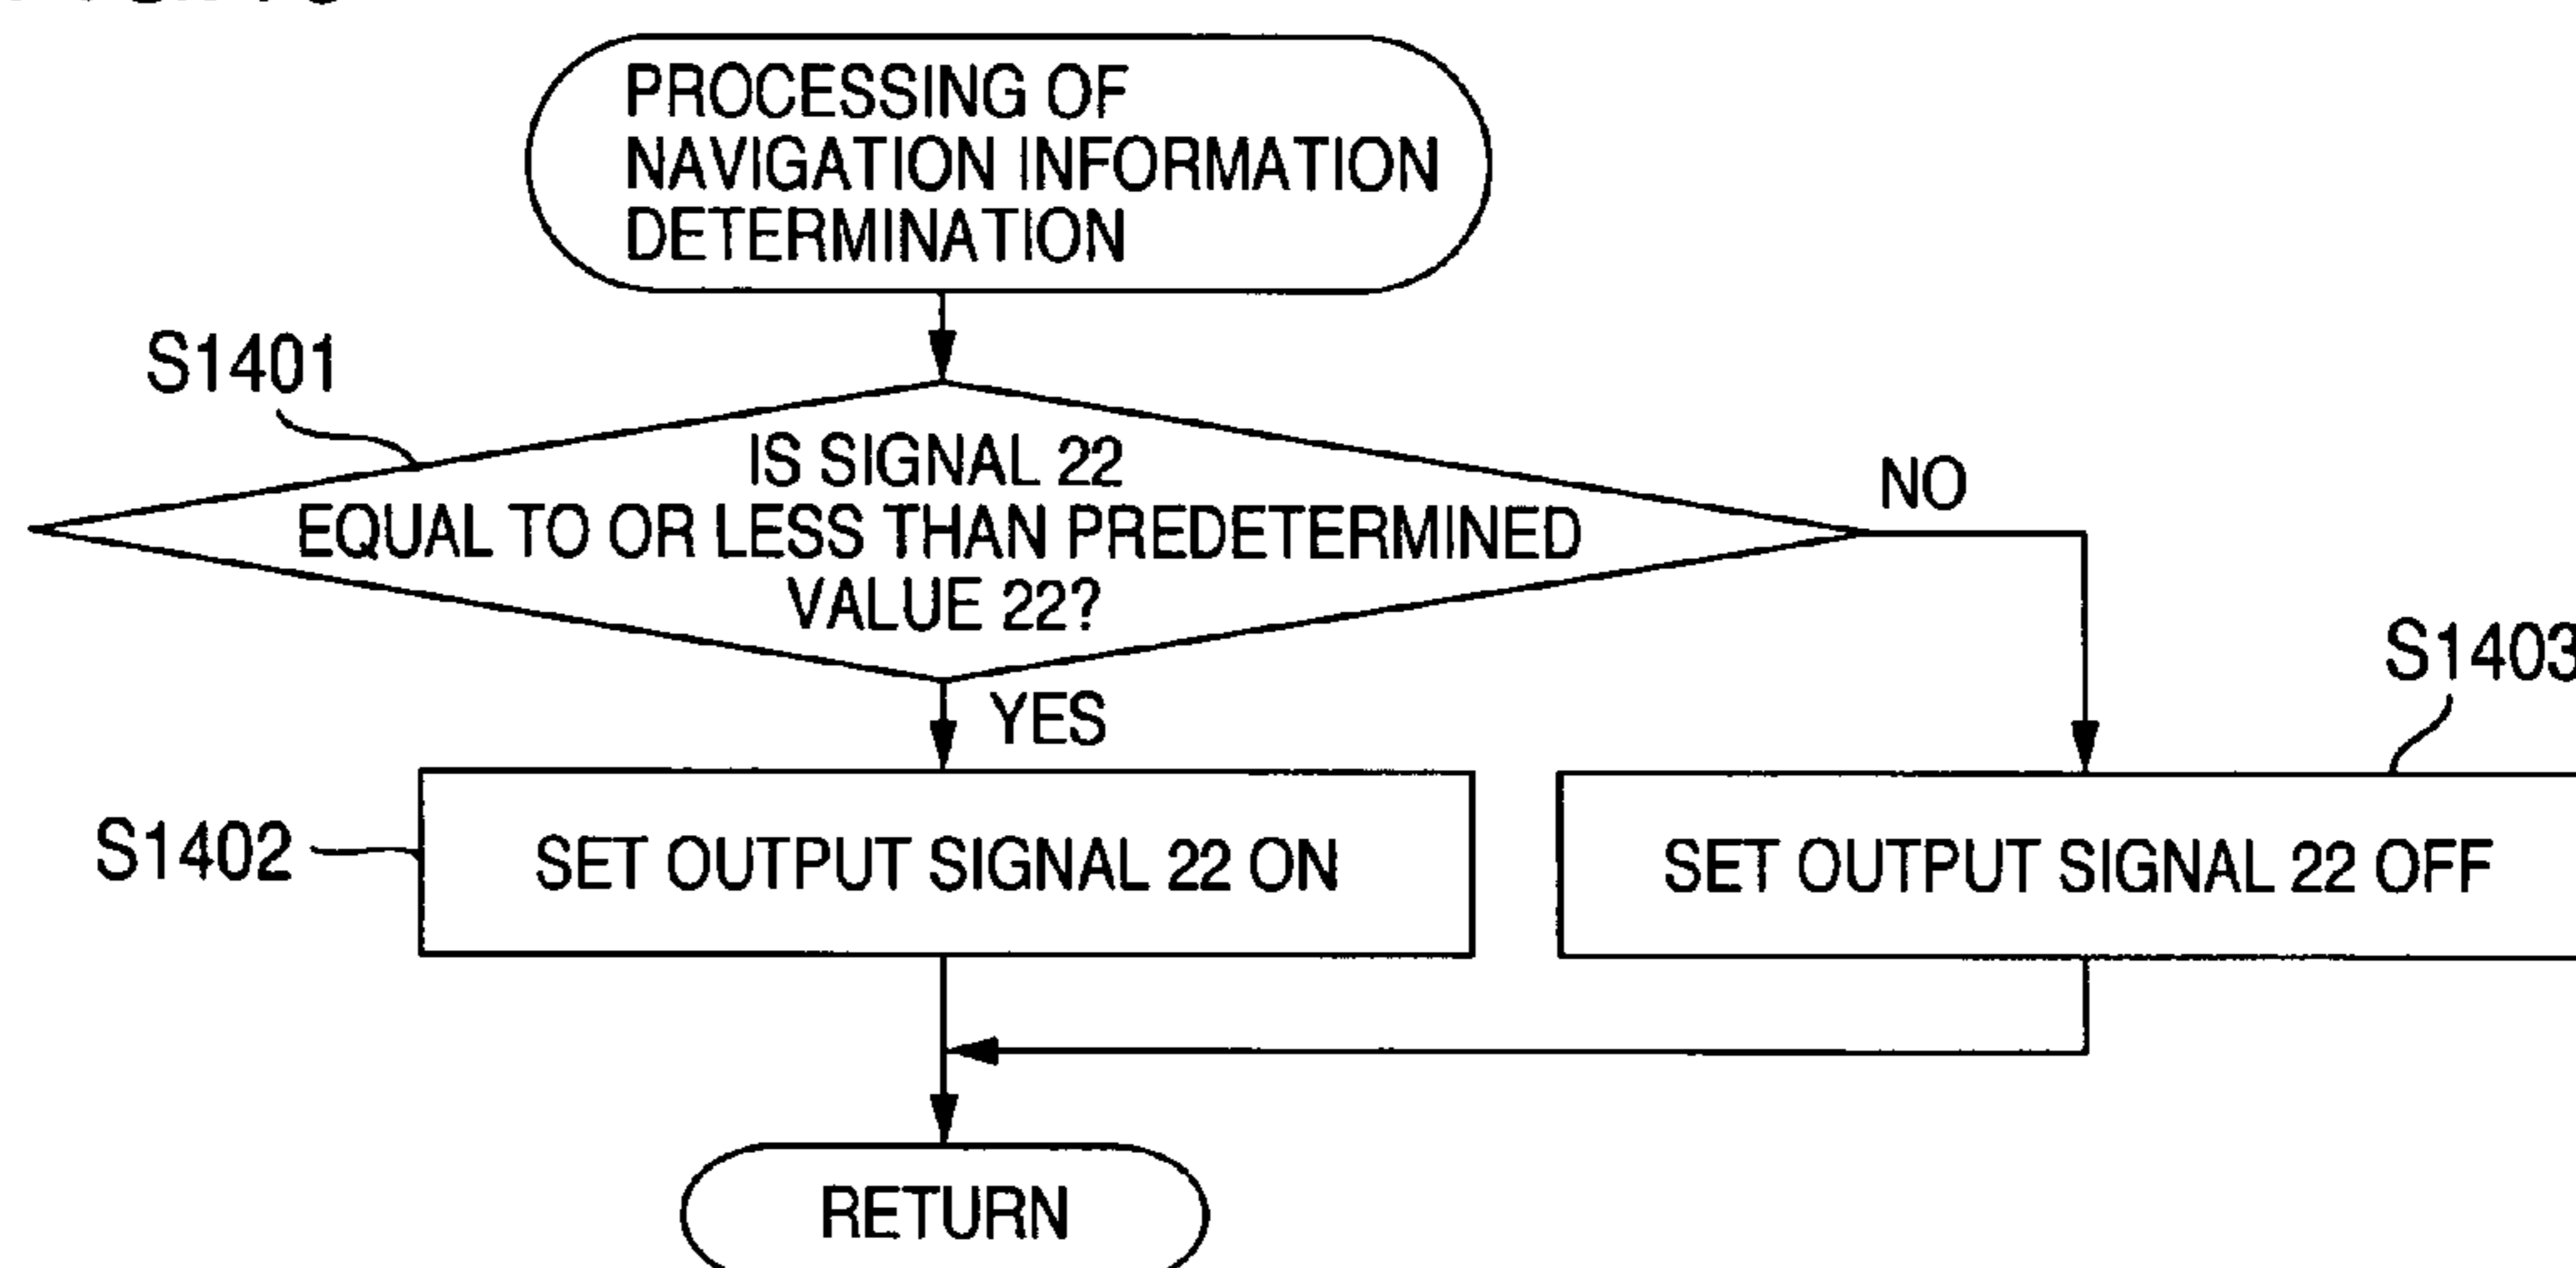 PROCESSING OF
NAVIGATION INFORMATION
DETERMINATION
S1401
IS SIGNAL 22
EQUAL TO OR LESS THAN PREDETERMINED
VALUE 22?
NO
YES
S1403
S1402
SET OUTPUT SIGNAL 22 ON
SET OUTPUT SIGNAL 22 OFF
RETURN